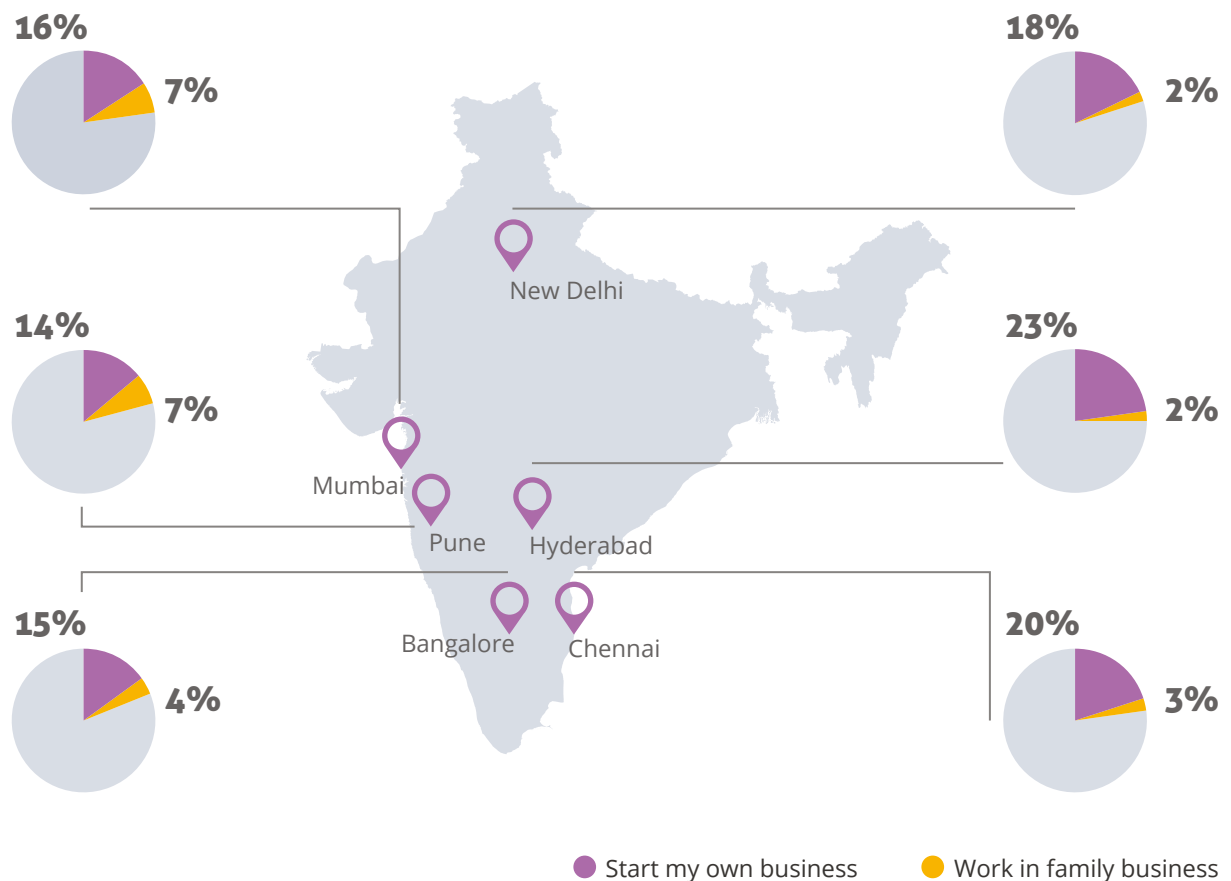 16%
7%
18%
2%
New Delhi
14%
7%
23%
2%
Mumbai
Pune
Hyderabad
15%
4%
Bangalore
Chennai
20%
3%
Start my own business
Work in family business